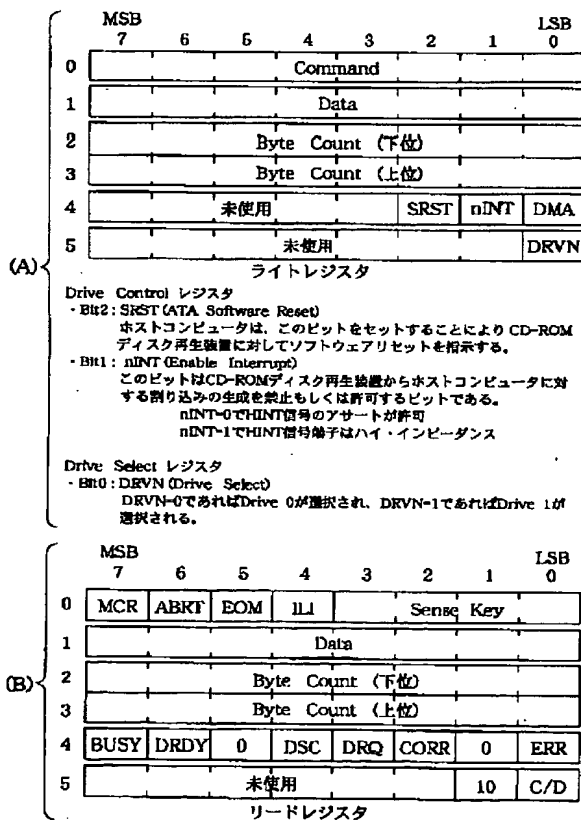 (A)
MSB LSB
7 6 5 4 3 2 1 0
0 Command
1 Data
2 Byte Count (下位)
3 Byte Count (上位)
4 未使用 SRST nINT DMA
5 未使用 DRVN
ライトレジスタ
Drive Control レジスタ
・Bit2: SRST (ATA Software Reset)
ホストコンピュータは、このビットをセットすることにより CD-ROM
ディスク再生装置に対してソフトウェアリセットを指示する。
・Bit1: nINT (Enable Interrupt)
このビットはCD-ROMディスク再生装置からホストコンピュータに対
する割り込みの生成を禁止もしくは許可するビットである。
nINT=0でHINT信号のアサートが許可
nINT=1でHINT信号端子はハイ・インピーダンス
Drive Select レジスタ
・Bit0: DRVN (Drive Select)
DRVN=0であればDrive 0が選択され、DRVN=1であればDrive 1が
選択される。
(B)
MSB LSB
7 6 5 4 3 2 1 0
0 MCR ABRT EOM ILI Sense Key
1 Data
2 Byte Count (下位)
3 Byte Count (上位)
4 BUSY DRDY 0 DSC DRQ CORR 0 ERR
5 未使用 10 C/D
リードレジスタ